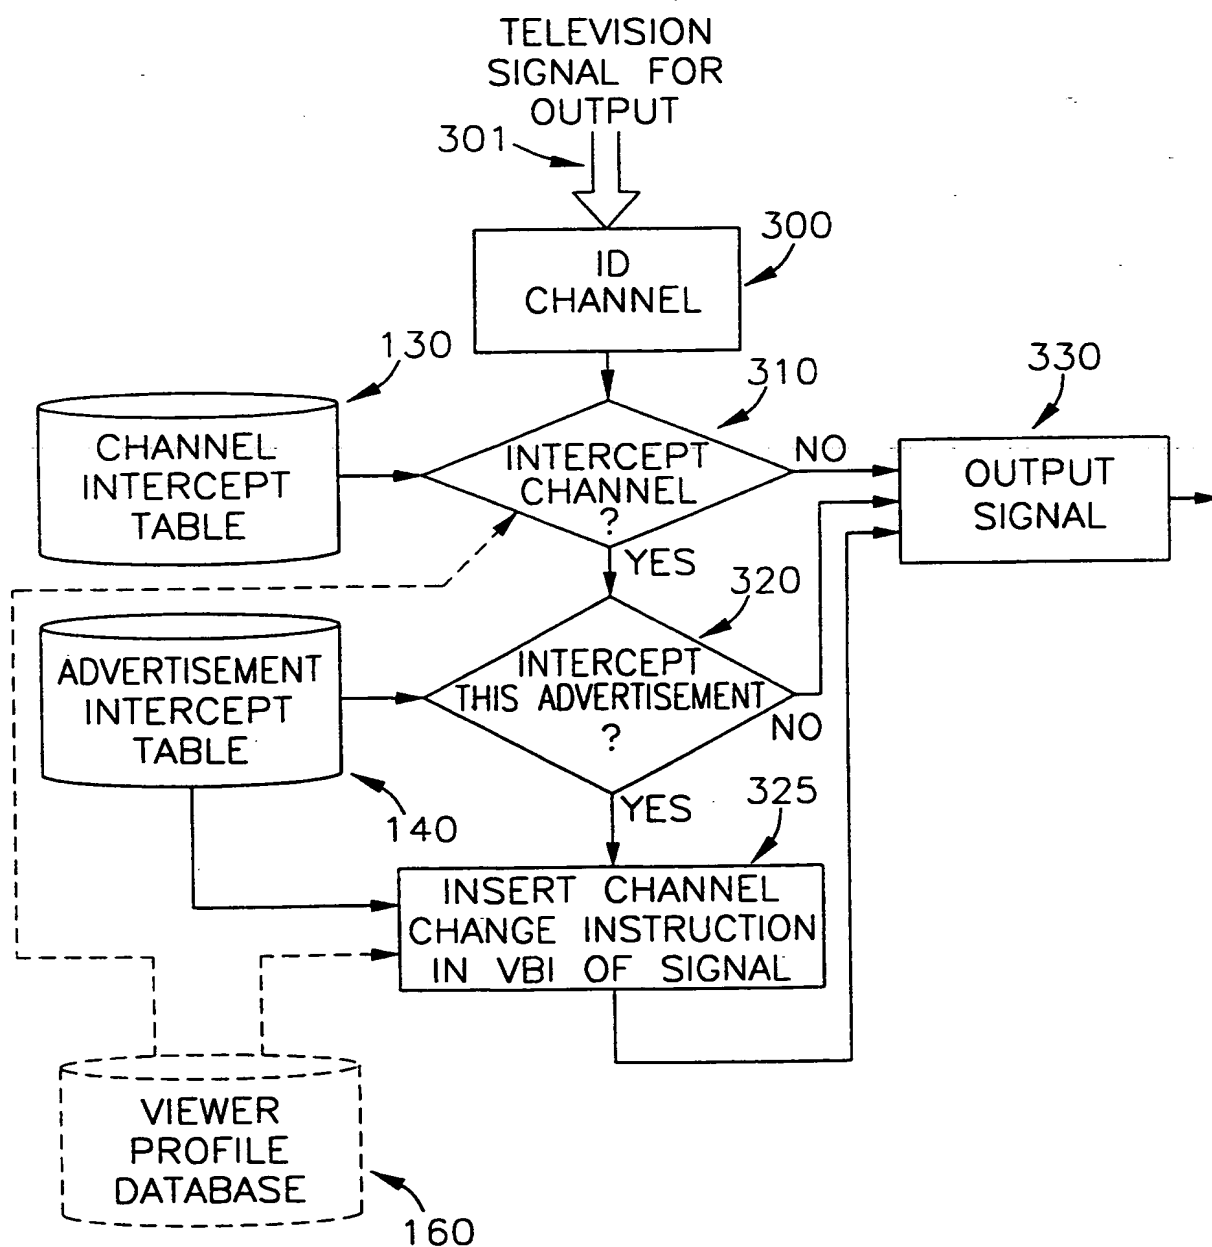 TELEVISION
SIGNAL FOR
OUTPUT
301
300
ID
CHANNEL
130
310
330
CHANNEL
INTERCEPT
TABLE
INTERCEPT
CHANNEL
?
NO
OUTPUT
SIGNAL
YES
320
ADVERTISEMENT
INTERCEPT
TABLE
INTERCEPT
THIS ADVERTISEMENT
?
NO
140
YES
325
INSERT CHANNEL
CHANGE INSTRUCTION
IN VBI OF SIGNAL
VIEWER
PROFILE
DATABASE
160